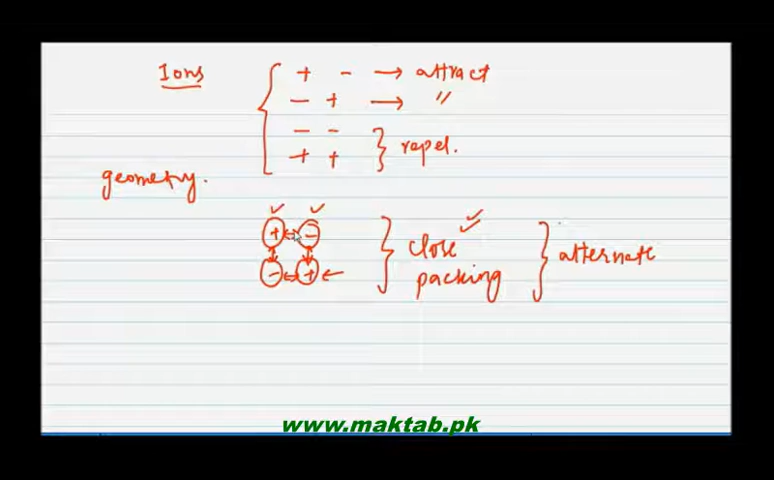 Ions
+ - → attract
- + → "
- -
+ + } repel.
geometry.
+ -
- +
close packing
alternate
www.maktab.pk